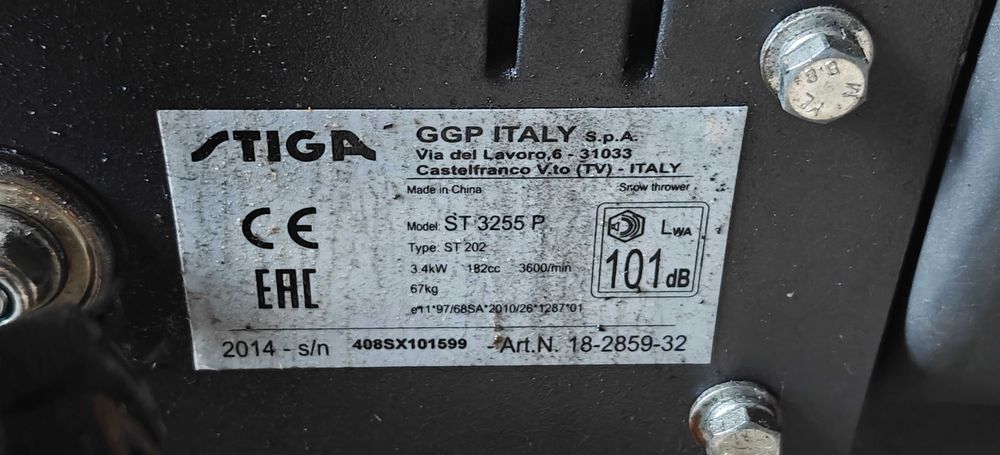 STIGA
GGP ITALY S.p.A.
Via del Lavoro,6 - 31033
Castelfranco V.to (TV) - ITALY
Made in China
Snow thrower
CE
EAC
Model: ST 3255 P
Type: ST 202
3.4kW 182cc 3600/min
67kg
e11*97/68SA*2010/26*1287*01
LWA
101dB
2014 - s/n 408SX101599 - Art.N. 18-2859-32
B.B